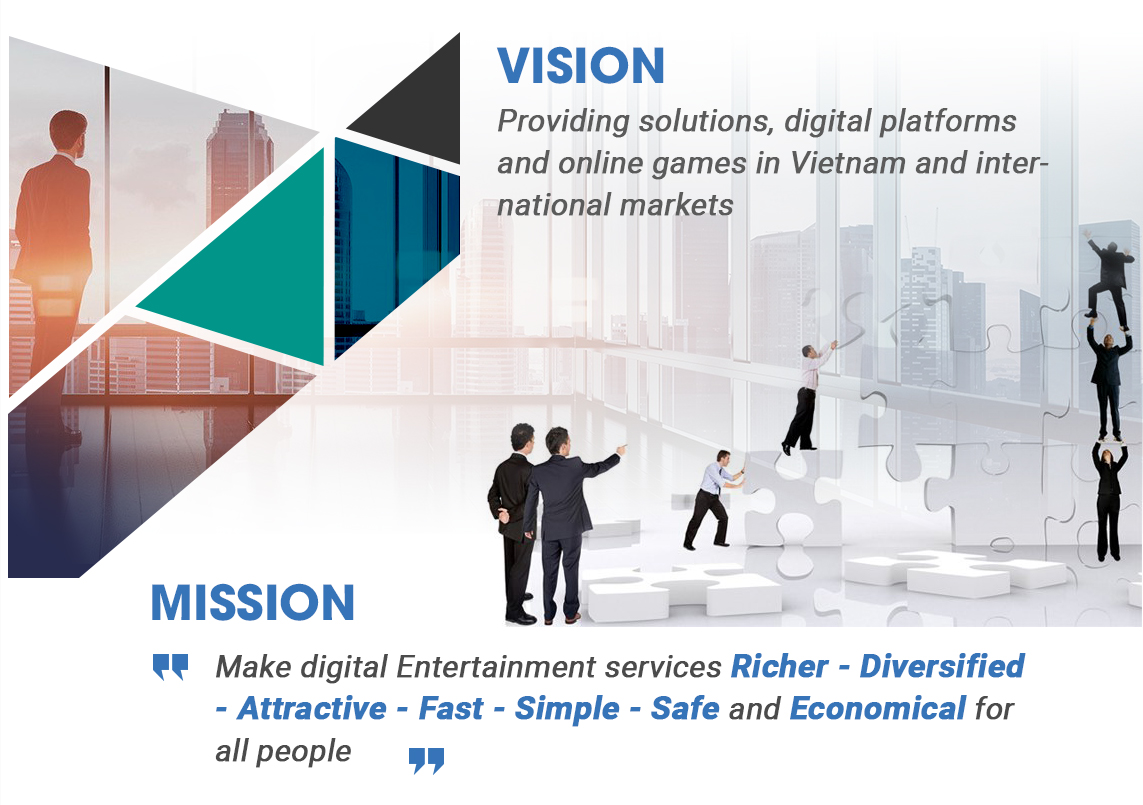 VISION
Providing solutions, digital platforms
and online games in Vietnam and inter-
national markets
MISSION
Make digital Entertainment services Richer - Diversified
- Attractive - Fast - Simple - Safe and Economical for
all people